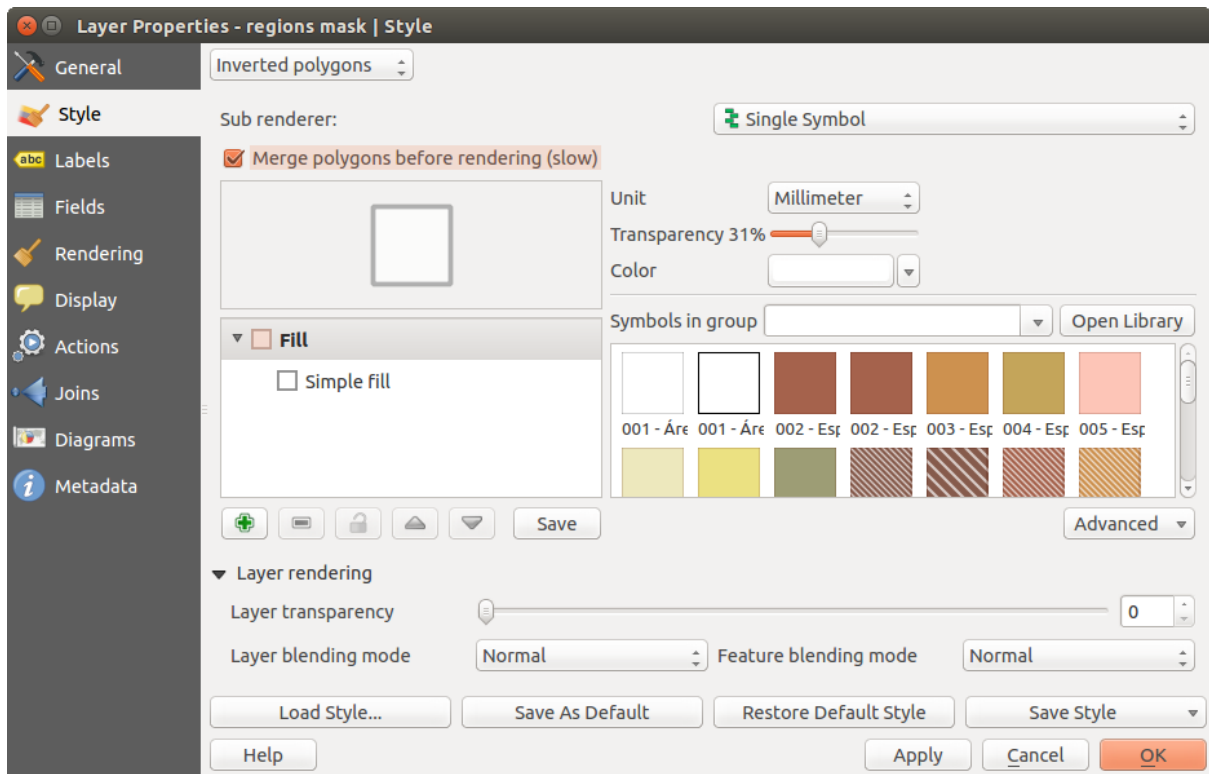 Layer Properties - regions mask | Style
General
Style
abc Labels
Fields
Rendering
Display
Actions
Joins
Diagrams
i Metadata
Inverted polygons
Sub renderer:
Single Symbol
Merge polygons before rendering (slow)
Unit
Millimeter
Transparency 31%
Color
Symbols in group
Open Library
Fill
Simple fill
001 - Áre 001 - Áre 002 - Esp 002 - Esp 003 - Esp 004 - Esp 005 - Esp
Save
Advanced
Layer rendering
Layer transparency
0
Layer blending mode
Normal
Feature blending mode
Normal
Load Style...
Save As Default
Restore Default Style
Save Style
Help
Apply
Cancel
OK